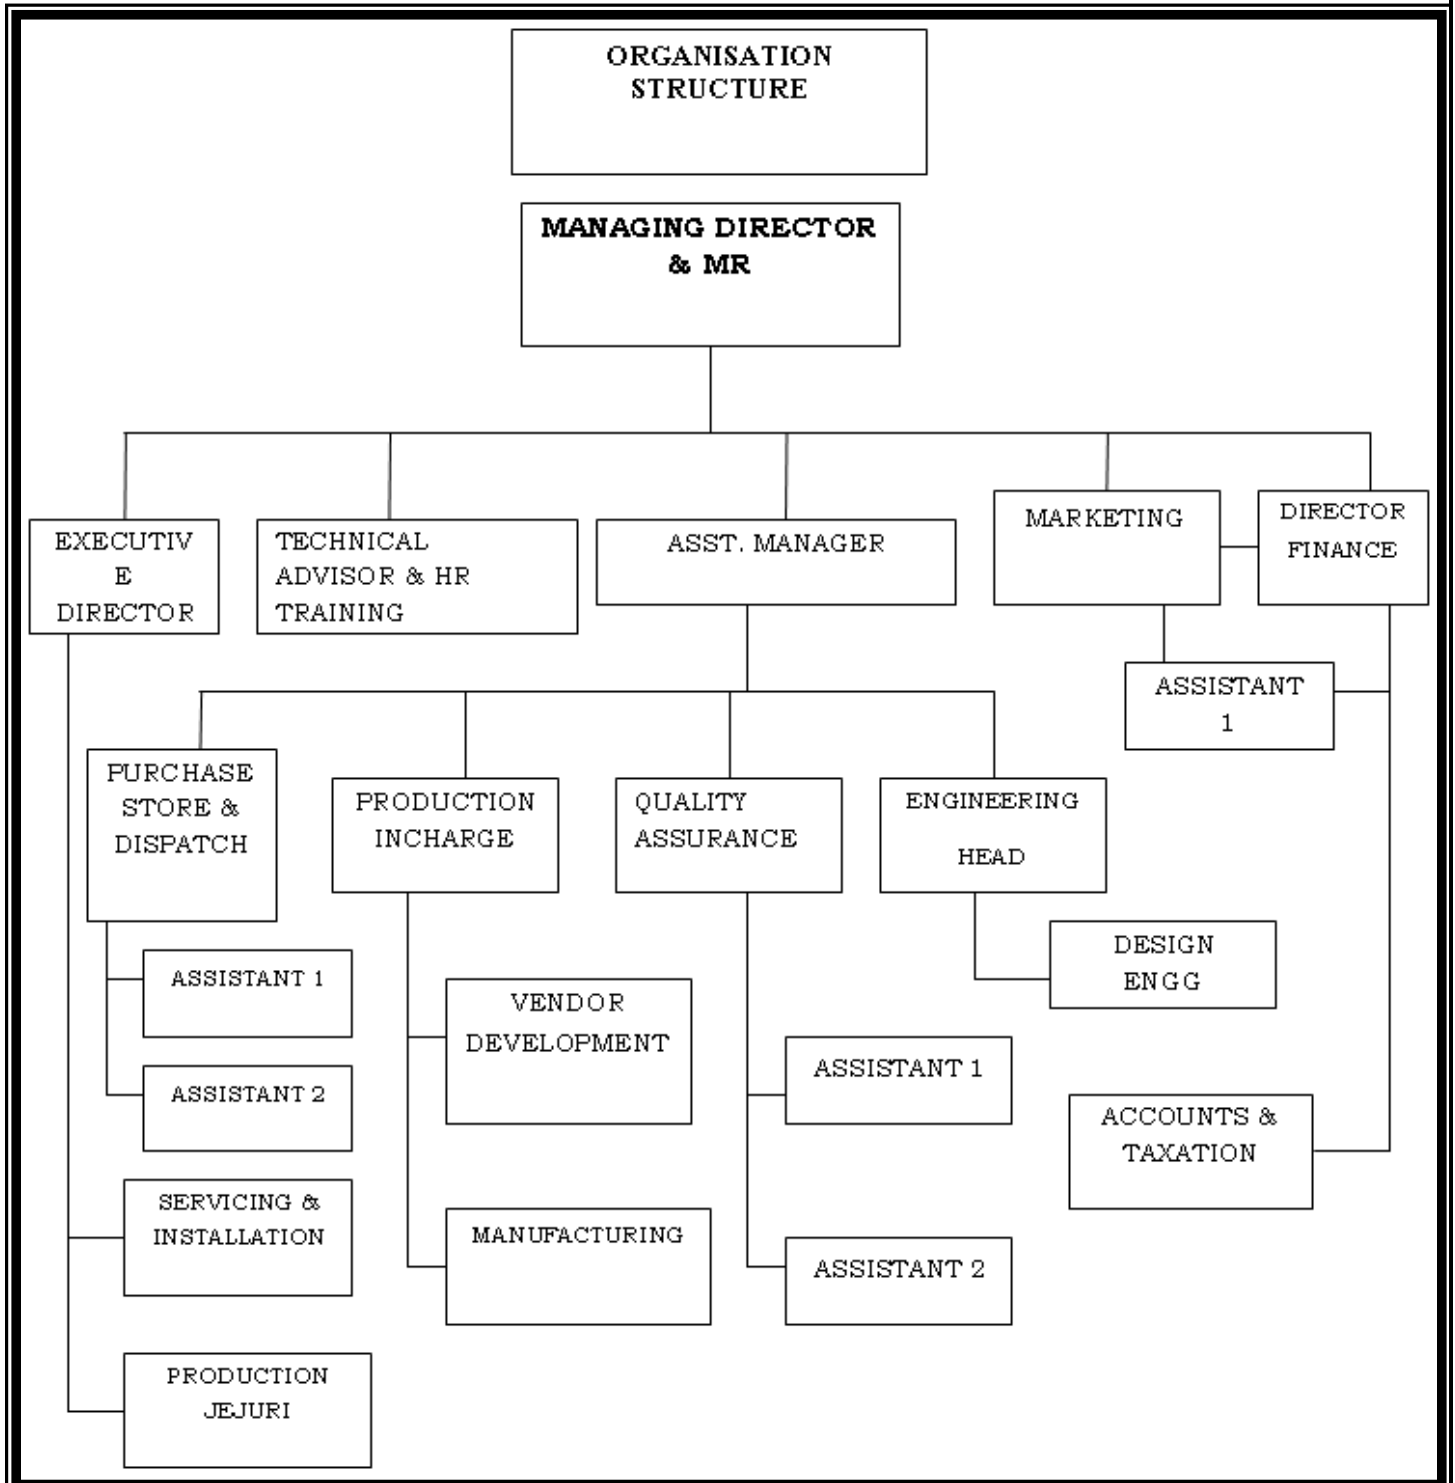 ORGANISATION
STRUCTURE
MANAGING DIRECTOR
& MR
EXECUTIV
E
DIRECTOR
TECHNICAL
ADVISOR & HR
TRAINING
ASST. MANAGER
MARKETING
DIRECTOR
FINANCE
ASSISTANT
1
PURCHASE
STORE &
DISPATCH
PRODUCTION
INCHARGE
QUALITY
ASSURANCE
ENGINEERING
HEAD
ASSISTANT 1
ASSISTANT 2
VENDOR
DEVELOPMENT
MANUFACTURING
ASSISTANT 1
ASSISTANT 2
DESIGN
ENGG
ACCOUNTS &
TAXATION
SERVICING &
INSTALLATION
PRODUCTION
JEJURI